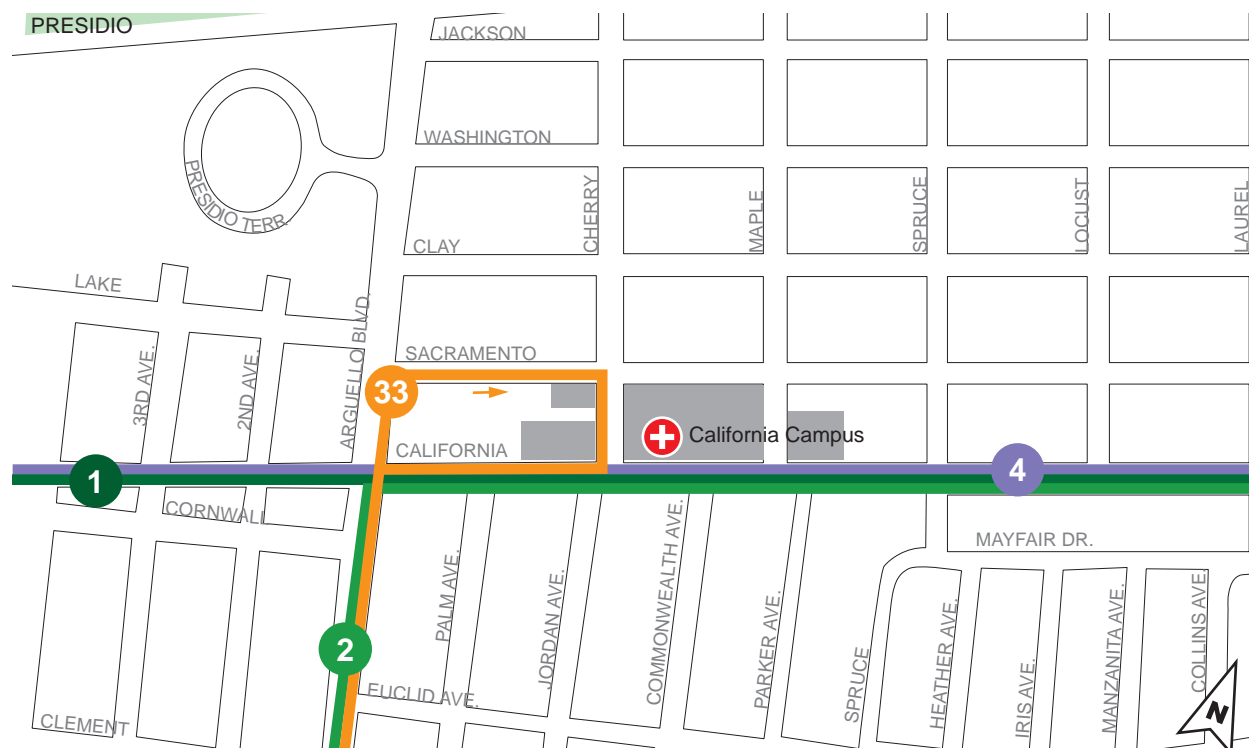 PRESIDIO
JACKSON
WASHINGTON
PRESIDIO TERR.
CHERRY
MAPLE
SPRUCE
LOCUST
LAUREL
CLAY
LAKE
ARGUELLO BLVD.
3RD AVE.
2ND AVE.
SACRAMENTO
33
CALIFORNIA
California Campus
1
4
CORNWALL
MAYFAIR DR.
PALM AVE.
JORDAN AVE.
COMMONWEALTH AVE.
PARKER AVE.
SPRUCE
HEATHER AVE.
IRIS AVE.
MANZANITA AVE.
COLLINS AVE.
2
EUCLID AVE.
CLEMENT
N